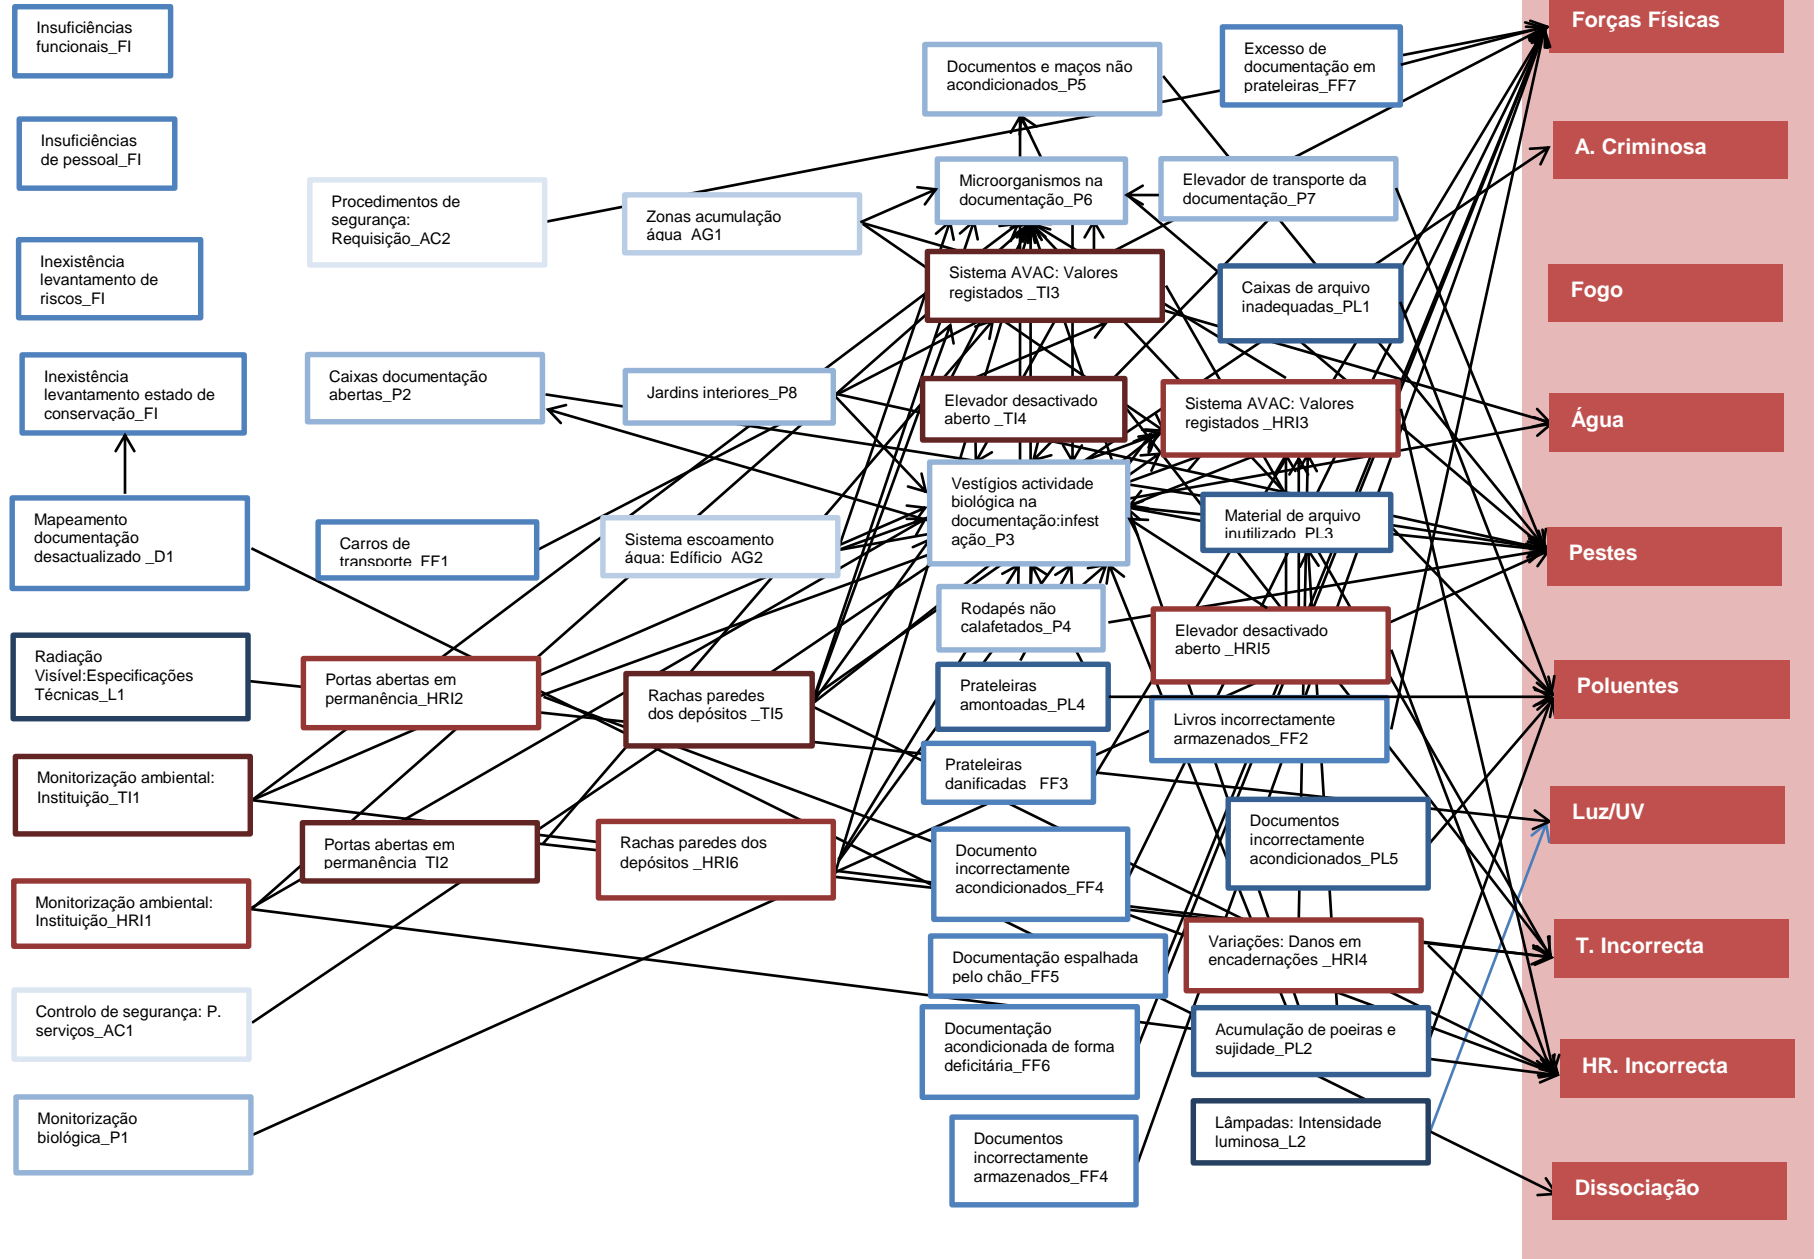 Insuficiências
funcionais_FI
Insuficiências
de pessoal_FI
Inexistência
levantamento de
riscos_FI
Inexistência
levantamento estado de
conservação_FI
Mapeamento
documentação
desactualizado _D1
Radiação
Visível:Especificações
Técnicas_L1
Monitorização ambiental:
Instituição_TI1
Monitorização ambiental:
Instituição_HRI1
Controlo de segurança: P.
serviços_AC1
Monitorização
biológica_P1
Procedimentos de
segurança:
Requisição_AC2
Caixas documentação
abertas_P2
Carros de
transporte_FF1
Portas abertas em
permanência_HRI2
Portas abertas em
permanência_TI2
Zonas acumulação
água_AG1
Jardins interiores_P8
Sistema escoamento
água: Edifício_AG2
Rachas paredes
dos depósitos _TI5
Rachas paredes dos
depósitos _HRI6
Documentos e maços não
acondicionados_P5
Microorganismos na
documentação_P6
Sistema AVAC: Valores
registados _TI3
Elevador desactivado
aberto _TI4
Vestígios actividade
biológica na
documentação:infest
ação_P3
Rodapés não
calafetados_P4
Prateleiras
amontoadas_PL4
Prateleiras
danificadas_FF3
Documento
incorrectamente
acondicionados_FF4
Documentação espalhada
pelo chão_FF5
Documentação
acondicionada de forma
deficitária_FF6
Documentos
incorrectamente
armazenados_FF4
Excesso de
documentação em
prateleiras_FF7
Elevador de transporte da
documentação_P7
Caixas de arquivo
inadequadas_PL1
Sistema AVAC: Valores
registados _HRI3
Material de arquivo
inutilizado_PL3
Elevador desactivado
aberto _HRI5
Livros incorrectamente
armazenados_FF2
Documentos
incorrectamente
acondicionados_PL5
Variações: Danos em
encadernações _HRI4
Acumulação de poeiras e
sujidade_PL2
Lâmpadas: Intensidade
luminosa_L2
Forças Físicas
A. Criminosa
Fogo
Água
Pestes
Poluentes
Luz/UV
T. Incorrecta
HR. Incorrecta
Dissociação